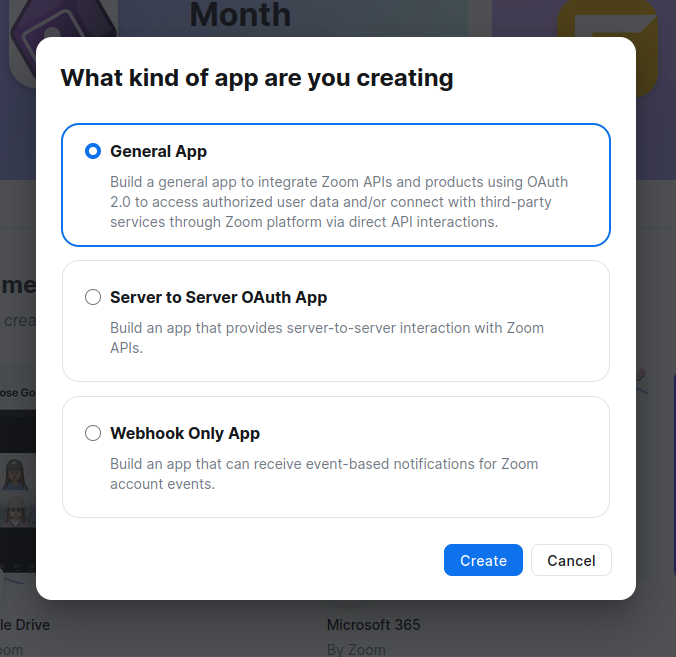 Month
What kind of app are you creating
General App
Build a general app to integrate Zoom APIs and products using OAuth
2.0 to access authorized user data and/or connect with third-party
services through Zoom platform via direct API interactions.
me
crea
Server to Server OAuth App
Build an app that provides server-to-server interaction with Zoom
APIs.
ose Go
Webhook Only App
Build an app that can receive event-based notifications for Zoom
account events.
Create Cancel
le Drive Microsoft 365
oom By Zoom